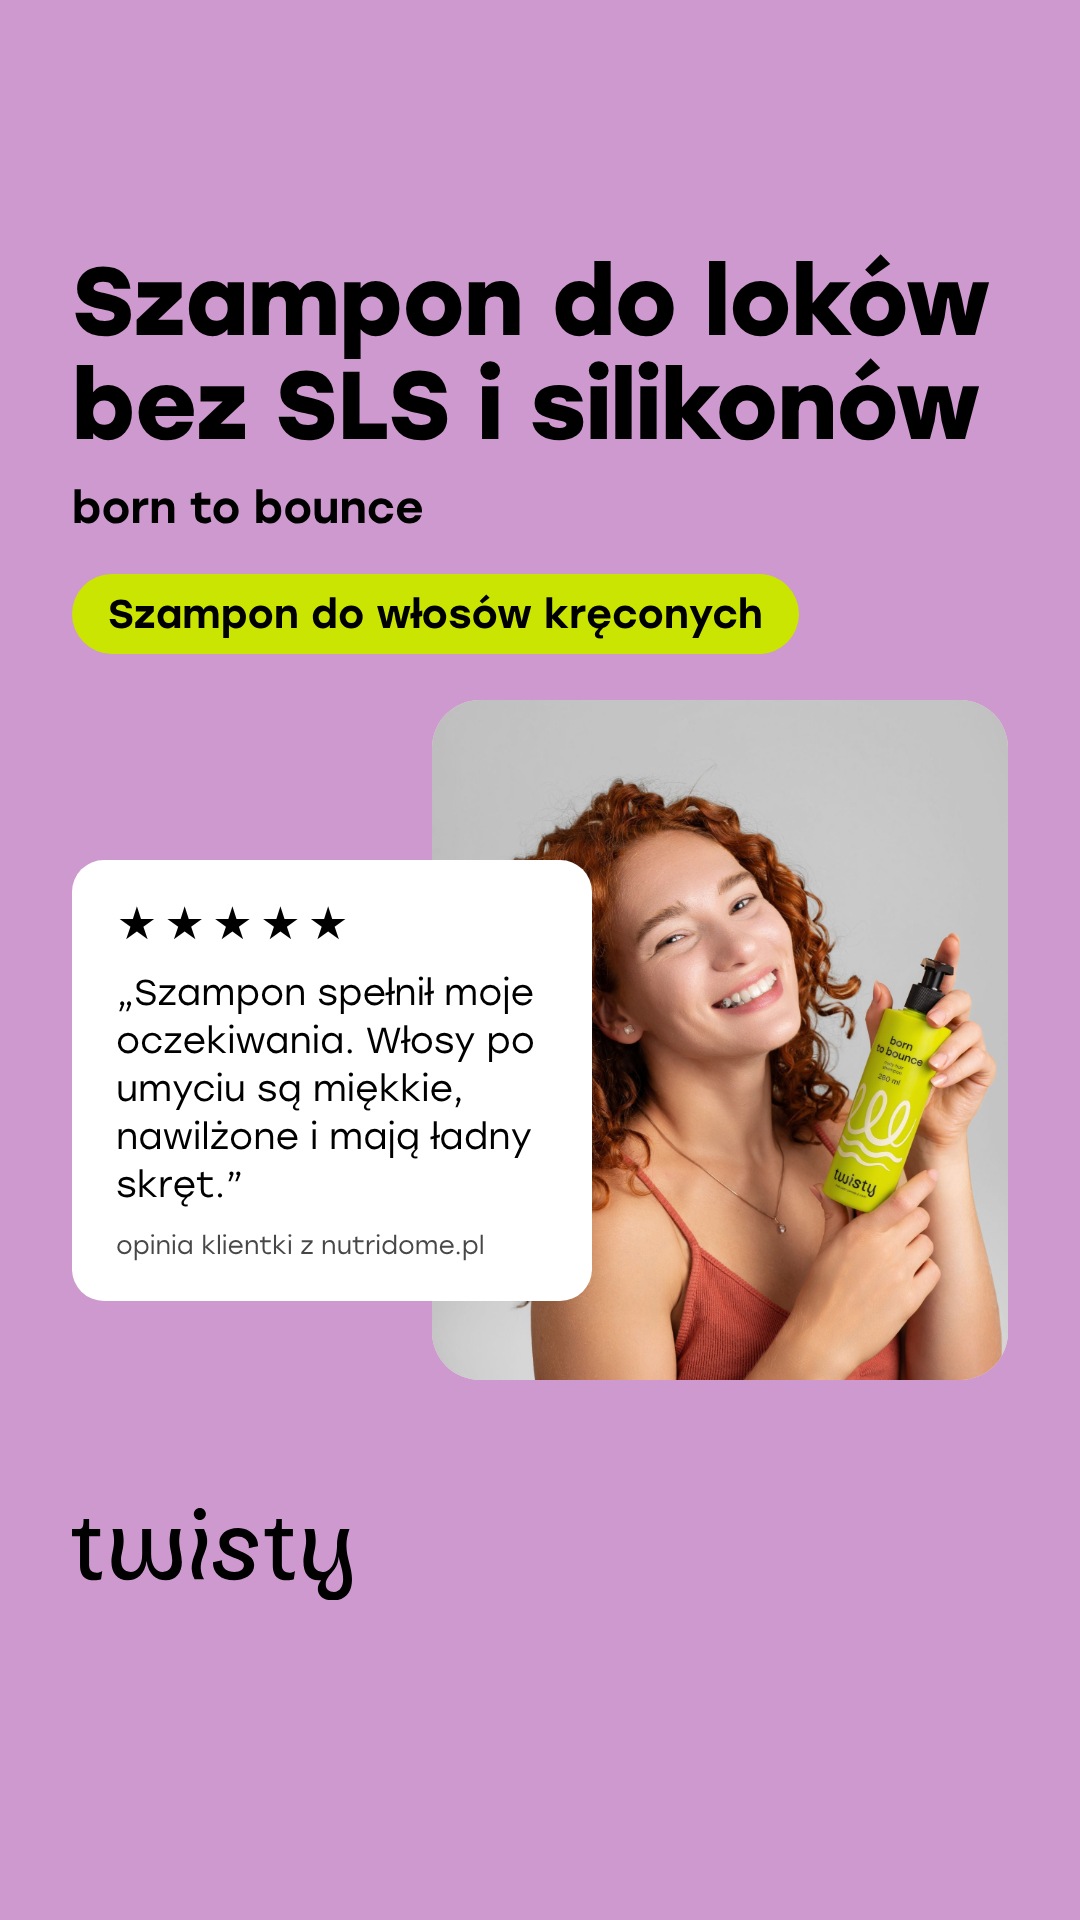 Szampon do loków
bez SLS i silikonów
born to bounce
Szampon do włosów kręconych
★ ★ ★ ★ ★
„Szampon spełnił moje
oczekiwania. Włosy po
umyciu są miękkie,
nawilżone i mają ładny
skręt.”
opinia klientki z nutridome.pl
born
to bounce
280 ml
twisty
twisty